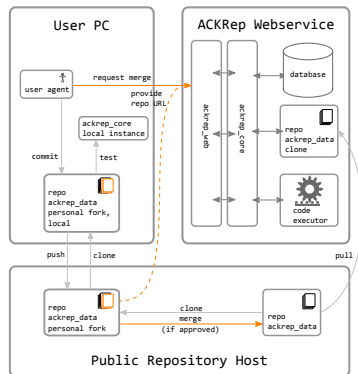 User PC
user agent
ackrep_core
local instance
commit
test
repo
ackrep_data
personal fork,
local
push
clone
request merge
provide
repo URL
ACKRep Webservice
ackrep_web
ackrep_core
database
repo
ackrep_data
clone
code
executor
pull
repo
ackrep_data
personal fork
clone
merge
(if approved)
repo
ackrep_data
Public Repository Host